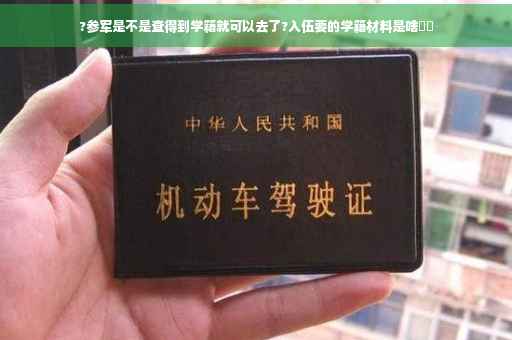 ?参军是不是查得到学籍就可以去了?入伍要的学籍材料是啥
中华人民共和国
机动车驾驶证